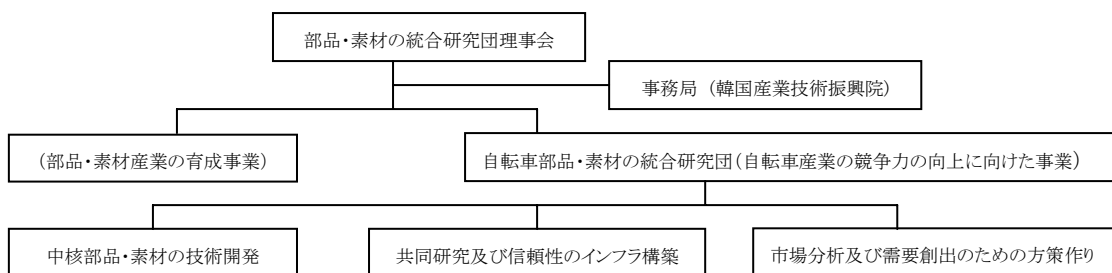 部品・素材の統合研究団理事会
事務局 (韓国産業技術振興院)
(部品・素材産業の育成事業)
自転車部品・素材の統合研究団(自転車産業の競争力の向上に向けた事業)
中核部品・素材の技術開発
共同研究及び信頼性のインフラ構築
市場分析及び需要創出のための方策作り